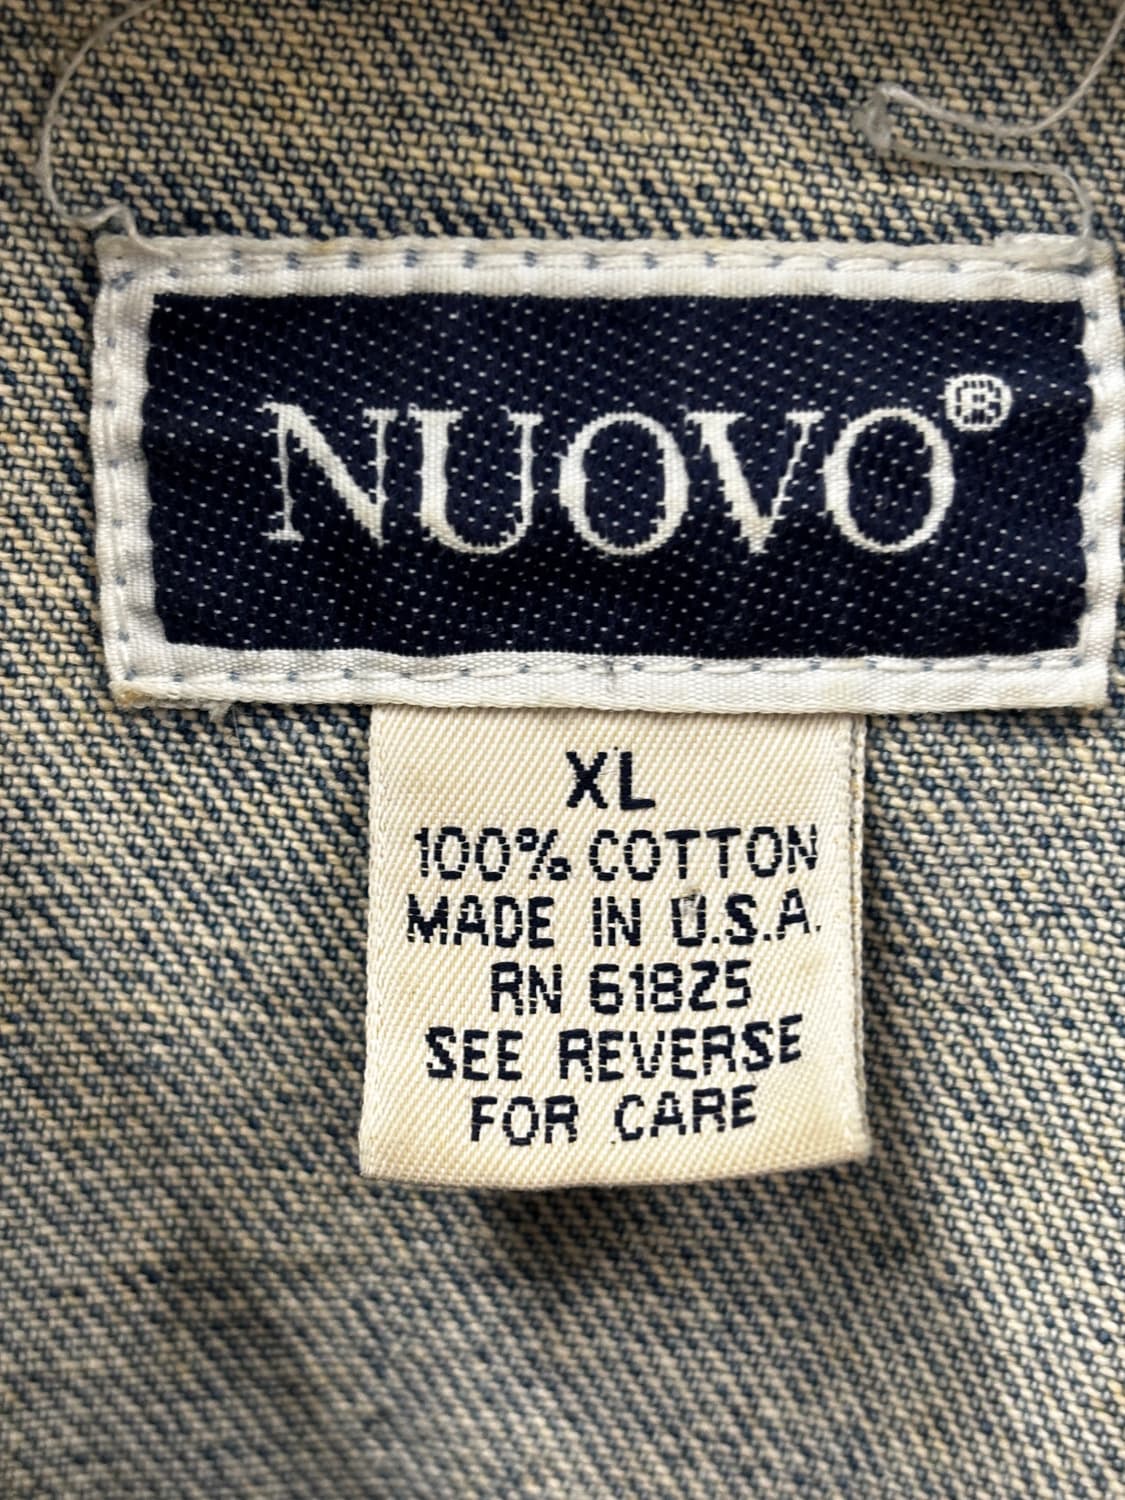 NUOVO®
XL
100% COTTON
MADE IN U.S.A.
RN 61825
SEE REVERSE
FOR CARE